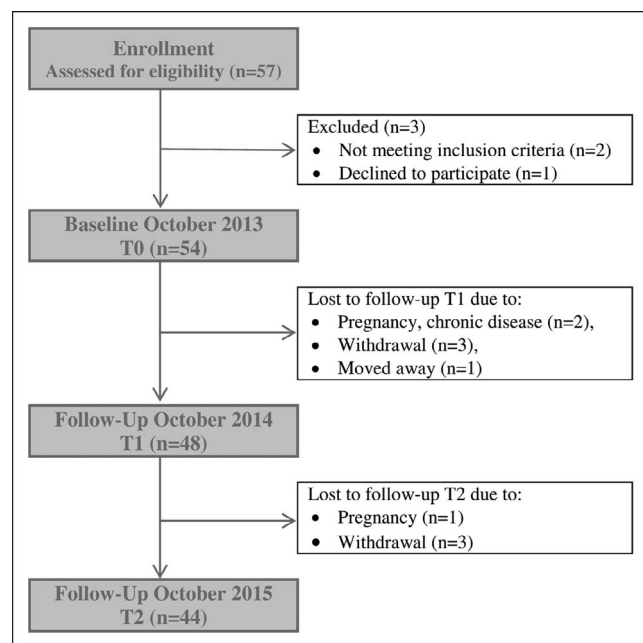 Enrollment
Assessed for eligibility (n=57)
Excluded (n=3)
• Not meeting inclusion criteria (n=2)
• Declined to participate (n=1)
Baseline October 2013
T0 (n=54)
Lost to follow-up T1 due to:
• Pregnancy, chronic disease (n=2),
• Withdrawal (n=3),
• Moved away (n=1)
Follow-Up October 2014
T1 (n=48)
Lost to follow-up T2 due to:
• Pregnancy (n=1)
• Withdrawal (n=3)
Follow-Up October 2015
T2 (n=44)